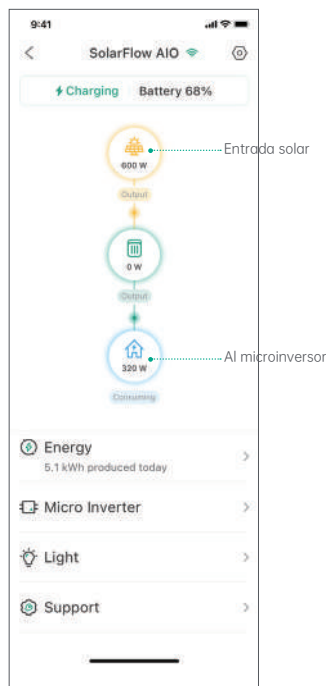 9:41
SolarFlow AIO
Charging Battery 68%
600 W
Entrada solar
Output
0 W
Output
320 W
Al microinversor
Consuming
Energy
5.1 kWh produced today
Micro Inverter
Light
Support